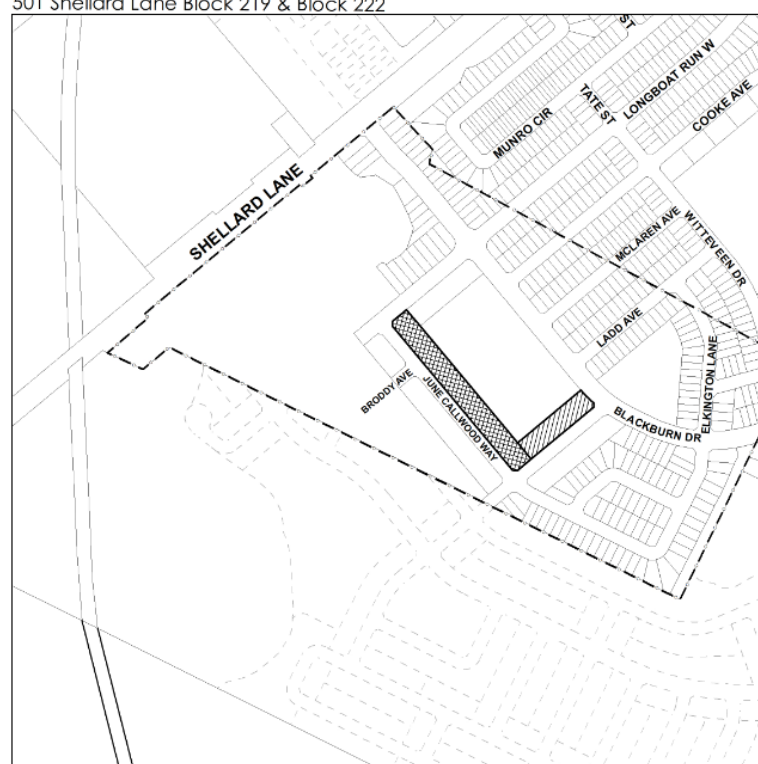 501 Shellard Lane Block 219 & Block 222
ST
LONGBOAT RUN W
TATE ST
COOKE AVE
MUNRO CIR
SHELLARD LANE
MCLAREN AVE
WITTEVEEN DR
LADD AVE
ELKINGTON LANE
BRODDY AVE
JUNE CALLWOOD WAY
BLACKBURN DR